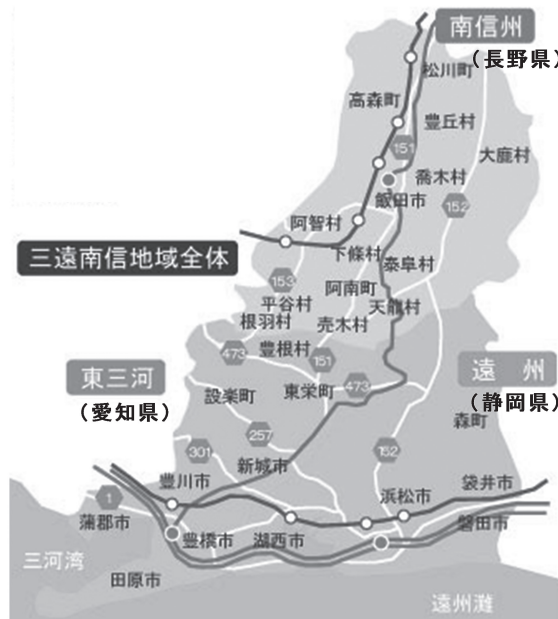 南信州
(長野県)
松川町
高森町
豊丘村
大鹿村
151
喬木村
飯田市
152
阿智村
三遠南信地域全体
下條村
泰阜村
153
阿南町
平谷村
天龍村
根羽村
売木村
473
豊根村
151
東三河
(愛知県)
遠州
(静岡県)
設楽町
東栄町
473
森町
257
301
新城市
152
豊川市
袋井市
1
浜松市
蒲郡市
磐田市
豊橋市
湖西市
三河湾
田原市
遠州灘